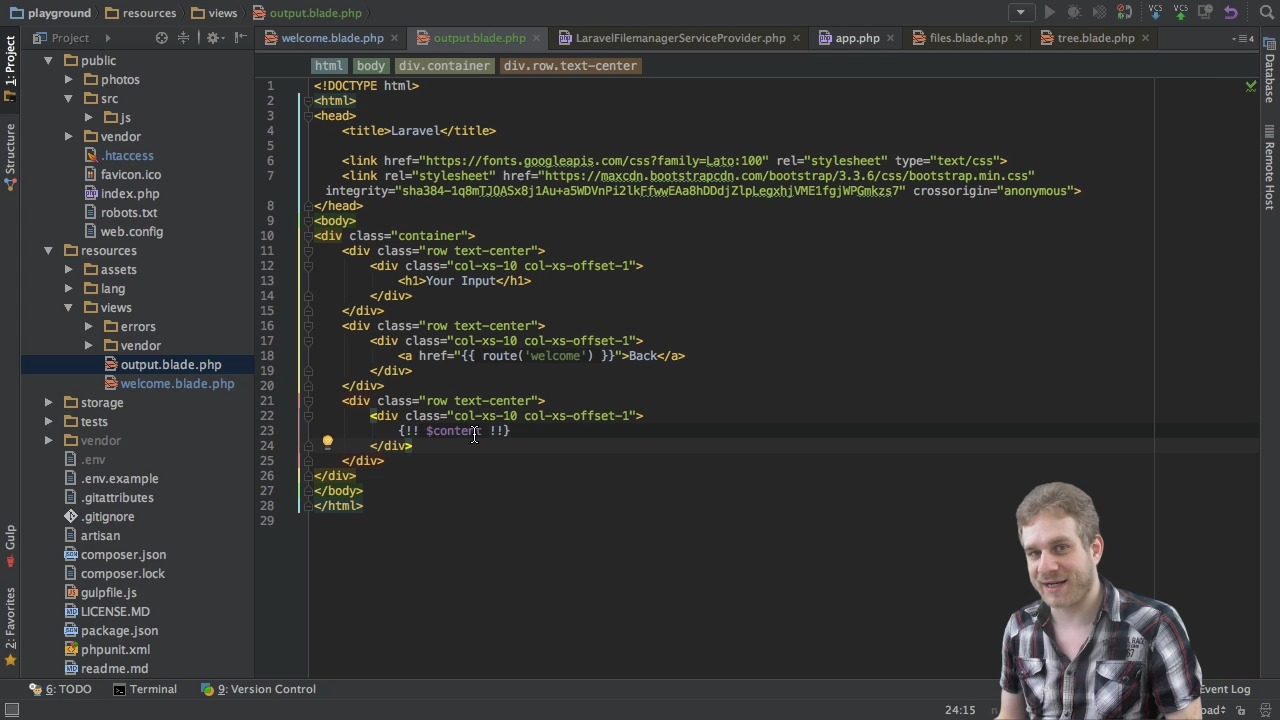 playground
resources
views
output.blade.php
Project
welcome.blade.php
output.blade.php
LaravelFilemanagerServiceProvider.php
app.php
files.blade.php
tree.blade.php
VCS
VCS
1: Project
Structure
Gulp
2: Favorites
Database
Remote Host
public
photos
src
js
vendor
.htaccess
favicon.ico
index.php
robots.txt
web.config
resources
assets
lang
views
errors
vendor
output.blade.php
welcome.blade.php
storage
tests
vendor
.env
.env.example
.gitattributes
.gitignore
artisan
composer.json
composer.lock
gulpfile.js
LICENSE.MD
package.json
phpunit.xml
readme.md
html
body
div.container
div.row.text-center
1 <!DOCTYPE html>
2 <html>
3 <head>
4 <title>Laravel</title>
5
6 <link href="https://fonts.googleapis.com/css?family=Lato:100" rel="stylesheet" type="text/css">
7 <link rel="stylesheet" href="https://maxcdn.bootstrapcdn.com/bootstrap/3.3.6/css/bootstrap.min.css"
integrity="sha384-1q8mTJOASx8j1Au+a5WDVnPi2lkFfwwEAa8hDDdjZlpLegxhjVME1fgjWPGmkzs7" crossorigin="anonymous">
8 </head>
9 <body>
10 <div class="container">
11 <div class="row text-center">
12 <div class="col-xs-10 col-xs-offset-1">
13 <h1>Your Input</h1>
14 </div>
15 </div>
16 <div class="row text-center">
17 <div class="col-xs-10 col-xs-offset-1">
18 <a href="{{ route('welcome') }}">Back</a>
19 </div>
20 </div>
21 <div class="row text-center">
22 <div class="col-xs-10 col-xs-offset-1">
23 {!! $content !!}
24 </div>
25 </div>
26 </div>
27 </body>
28 </html>
29
6: TODO
Terminal
9: Version Control
Event Log
24:15